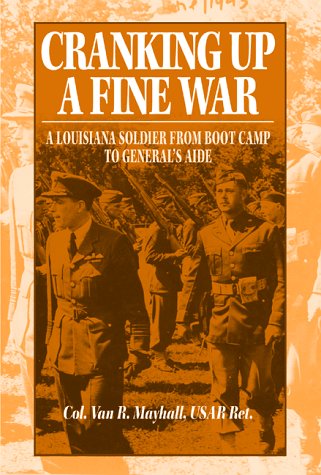 CRANKING UP
A FINE WAR
A LOUISIANA SOLDIER FROM BOOT CAMP
TO GENERAL'S AIDE
Col. Van R. Mayhall, USAR Ret.